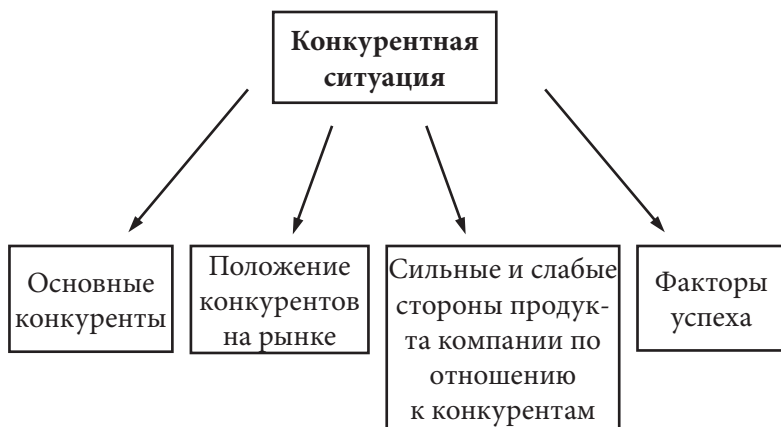 Конкурентная
ситуация
Основные
конкуренты
Положение
конкурентов
на рынке
Сильные и слабые
стороны продук-
та компании по
отношению
к конкурентам
Факторы
успеха